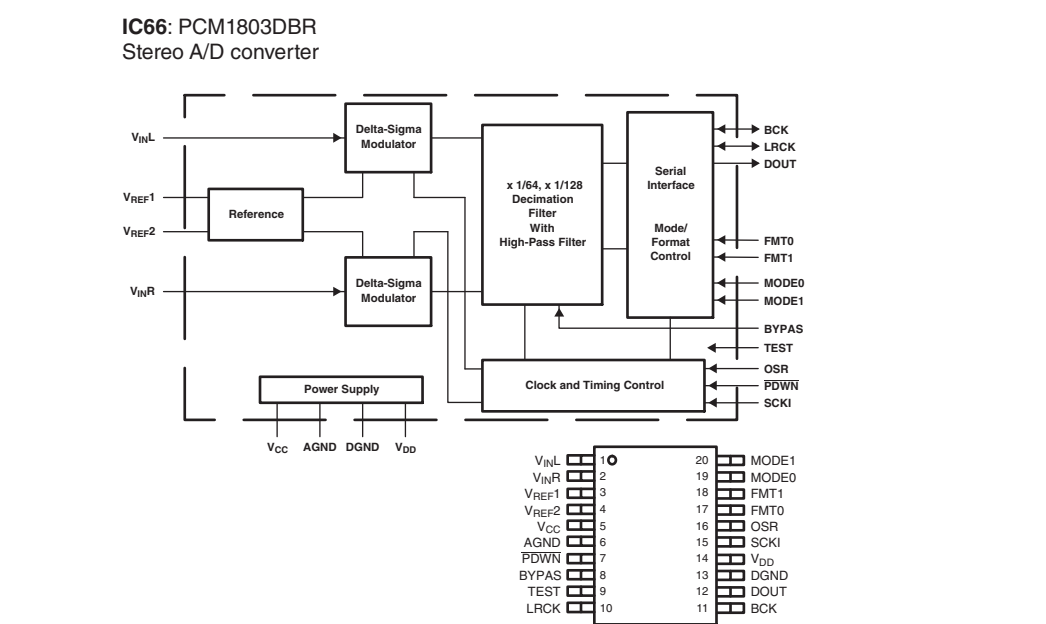 IC66: PCM1803DBR
Stereo A/D converter
VINL
Delta-Sigma
Modulator
BCK
LRCK
DOUT
x 1/64, x 1/128
Decimation
Filter
With
High-Pass Filter
Serial
Interface
Mode/
Format
Control
VREF1
Reference
VREF2
FMT0
FMT1
VINR
Delta-Sigma
Modulator
MODE0
MODE1
BYPAS
TEST
Power Supply
Clock and Timing Control
OSR
PDWN
SCKI
VCC AGND DGND VDD
VINL 1 20 MODE1
VINR 2 19 MODE0
VREF1 3 18 FMT1
VREF2 4 17 FMT0
VCC 5 16 OSR
AGND 6 15 SCKI
PDWN 7 14 VDD
BYPAS 8 13 DGND
TEST 9 12 DOUT
LRCK 10 11 BCK